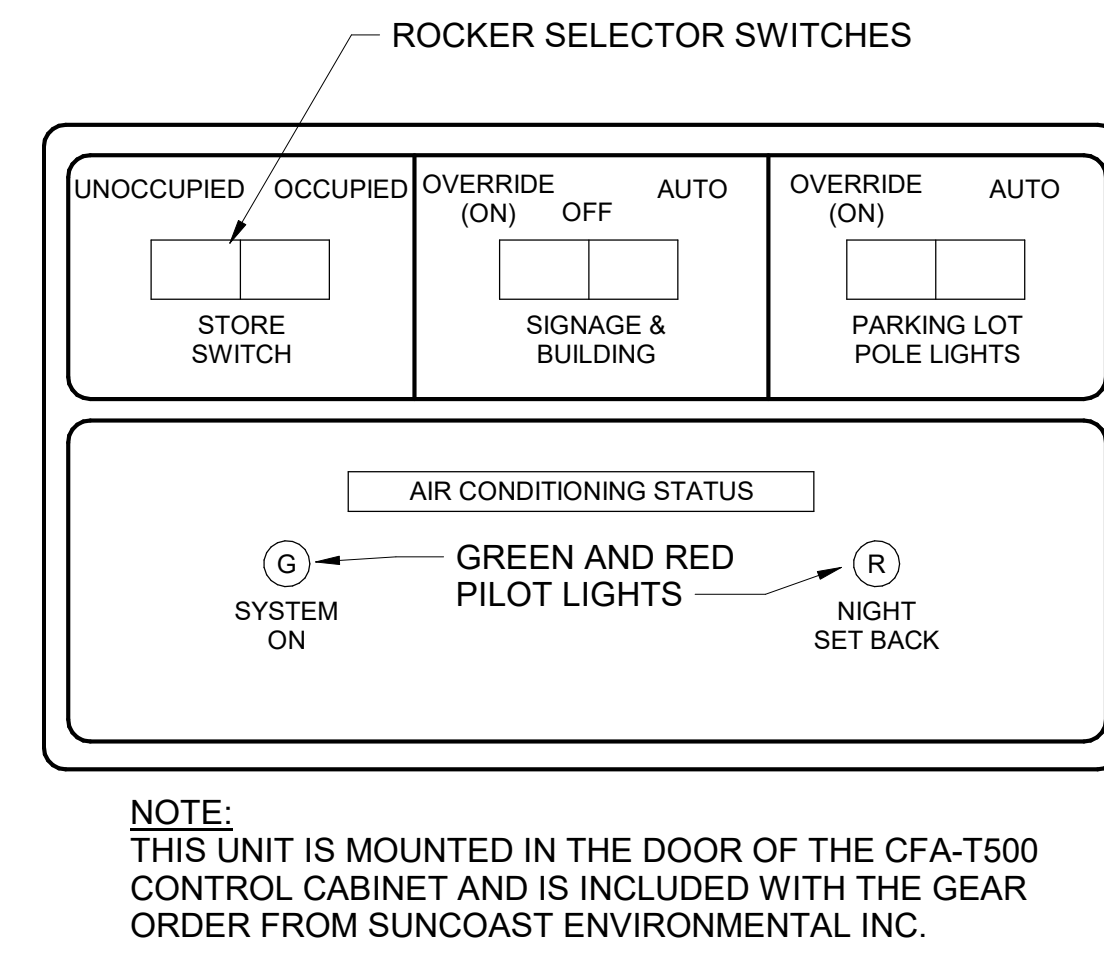 ROCKER SELECTOR SWITCHES
UNOCCUPIED OCCUPIED
STORE
SWITCH
OVERRIDE
(ON) OFF AUTO
SIGNAGE &
BUILDING
OVERRIDE
(ON) AUTO
PARKING LOT
POLE LIGHTS
AIR CONDITIONING STATUS
G
SYSTEM
ON
GREEN AND RED
PILOT LIGHTS
R
NIGHT
SET BACK
NOTE:
THIS UNIT IS MOUNTED IN THE DOOR OF THE CFA-T500
CONTROL CABINET AND IS INCLUDED WITH THE GEAR
ORDER FROM SUNCOAST ENVIRONMENTAL INC.